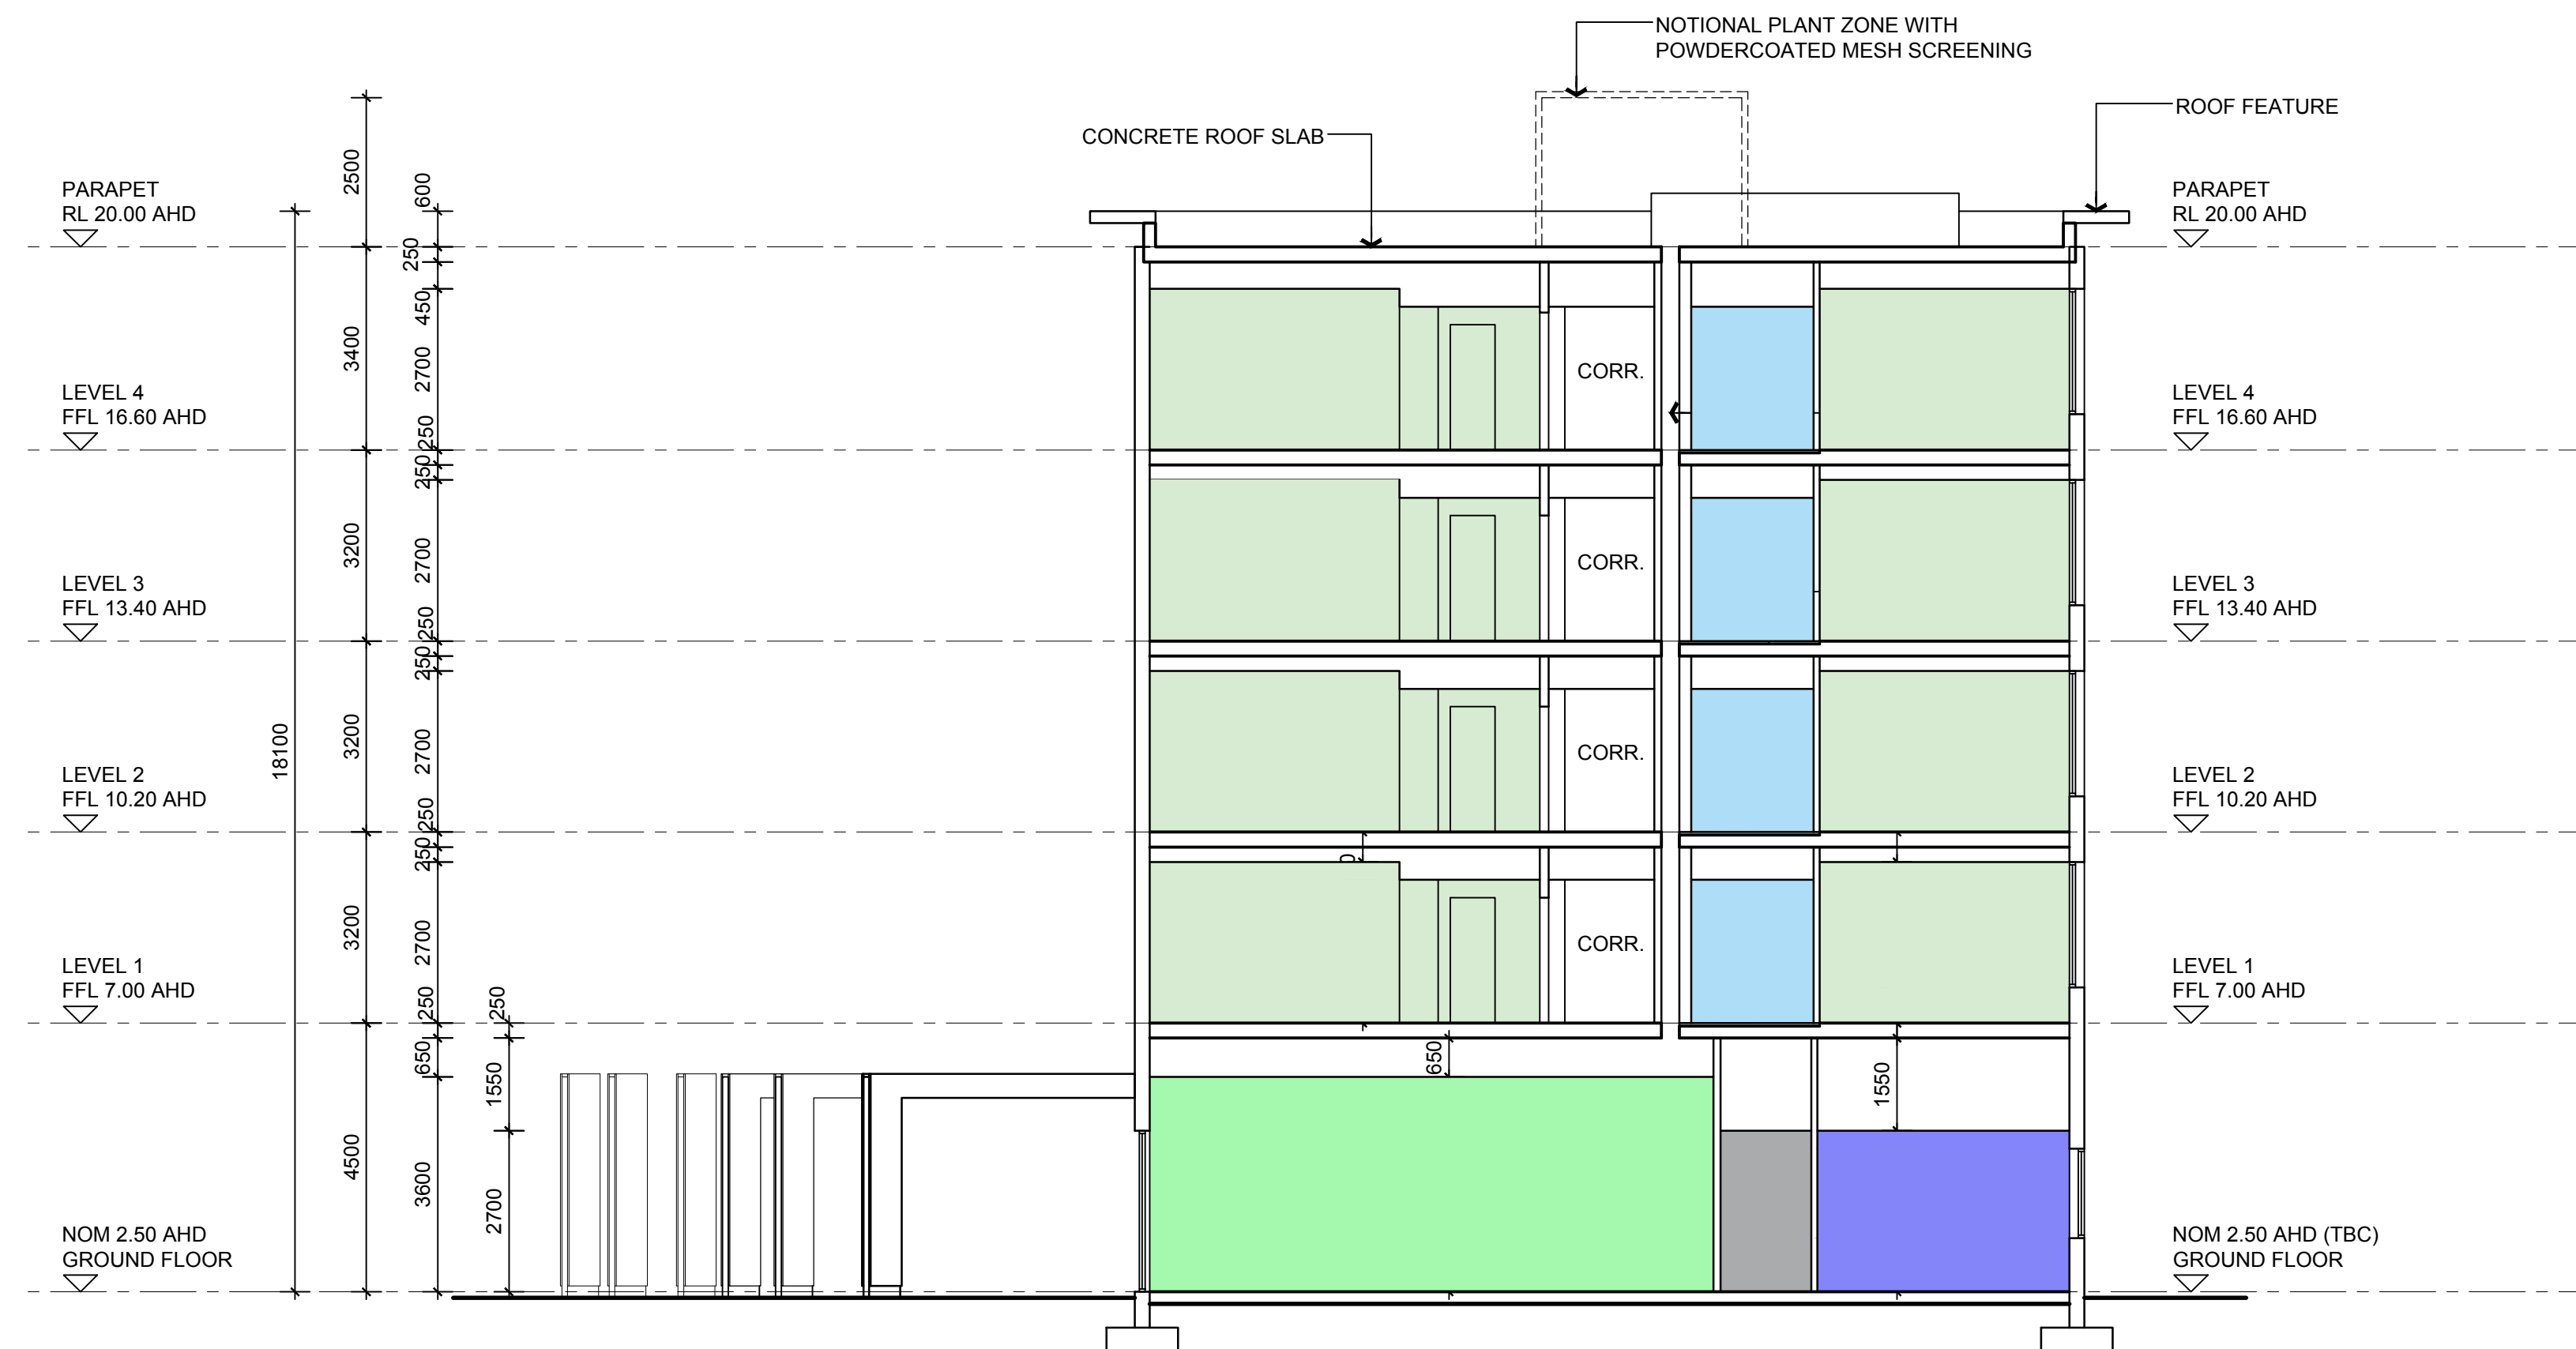 NOTIONAL PLANT ZONE WITH
POWDERCOATED MESH SCREENING
ROOF FEATURE
CONCRETE ROOF SLAB
PARAPET
RL 20.00 AHD
LEVEL 4
FFL 16.60 AHD
LEVEL 3
FFL 13.40 AHD
LEVEL 2
FFL 10.20 AHD
LEVEL 1
FFL 7.00 AHD
NOM 2.50 AHD
GROUND FLOOR
18100
2500
3400
3200
3200
3200
4500
600
250
450
2700
250
250
2700
250
250
2700
250
250
2700
250
650
3600
250
1550
2700
CORR.
CORR.
CORR.
CORR.
650
1550
PARAPET
RL 20.00 AHD
LEVEL 4
FFL 16.60 AHD
LEVEL 3
FFL 13.40 AHD
LEVEL 2
FFL 10.20 AHD
LEVEL 1
FFL 7.00 AHD
NOM 2.50 AHD (TBC)
GROUND FLOOR